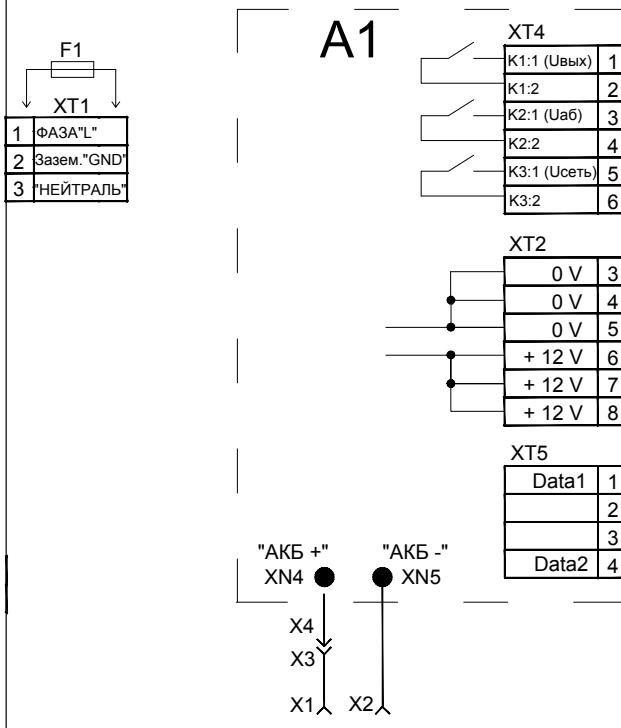 F1
XT1
1 ФАЗА"L"
2 Зазем."GND"
3 "НЕЙТРАЛЬ"
A1
XT4
K1:1 (Uвых) 1
K1:2 2
K2:1 (Uаб) 3
K2:2 4
K3:1 (Uсеть) 5
K3:2 6
XT2
0 V 3
0 V 4
0 V 5
+ 12 V 6
+ 12 V 7
+ 12 V 8
XT5
Data1 1
2
3
Data2 4
"АКБ +" "АКБ -"
XN4 XN5
X4
X3
X1 X2